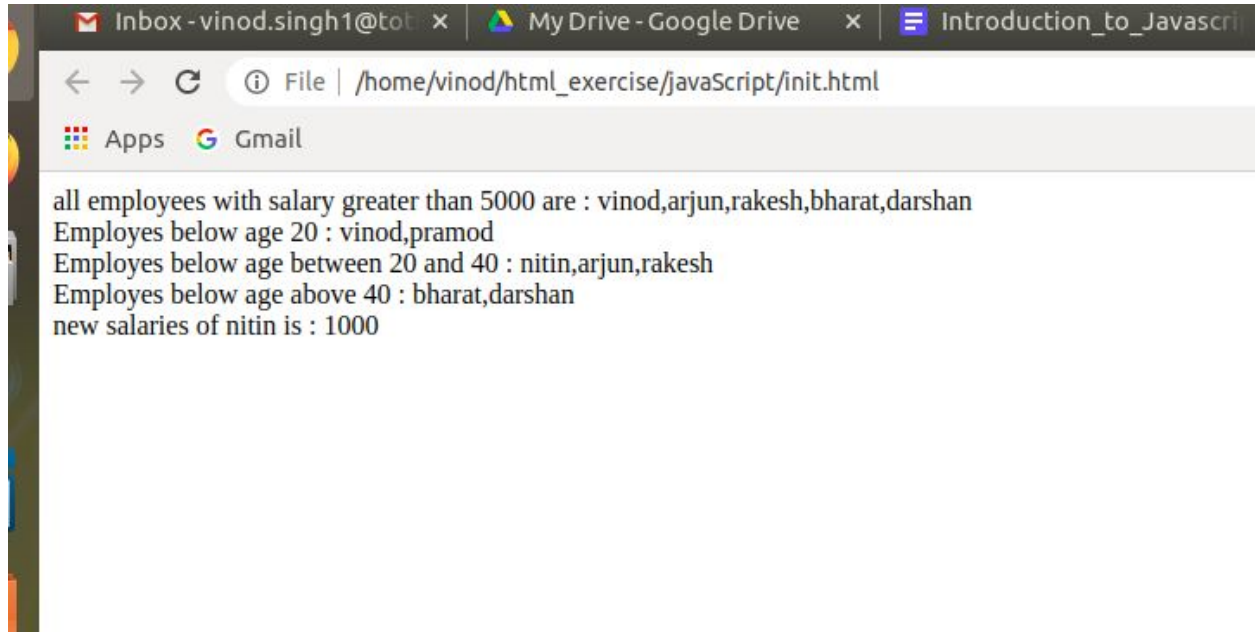 Inbox - vinod.singh1@tot
My Drive - Google Drive
Introduction_to_Javascri
File | /home/vinod/html_exercise/javaScript/init.html
Apps Gmail
all employees with salary greater than 5000 are : vinod,arjun,rakesh,bharat,darshan
Employes below age 20 : vinod,pramod
Employes below age between 20 and 40 : nitin,arjun,rakesh
Employes below age above 40 : bharat,darshan
new salaries of nitin is : 1000